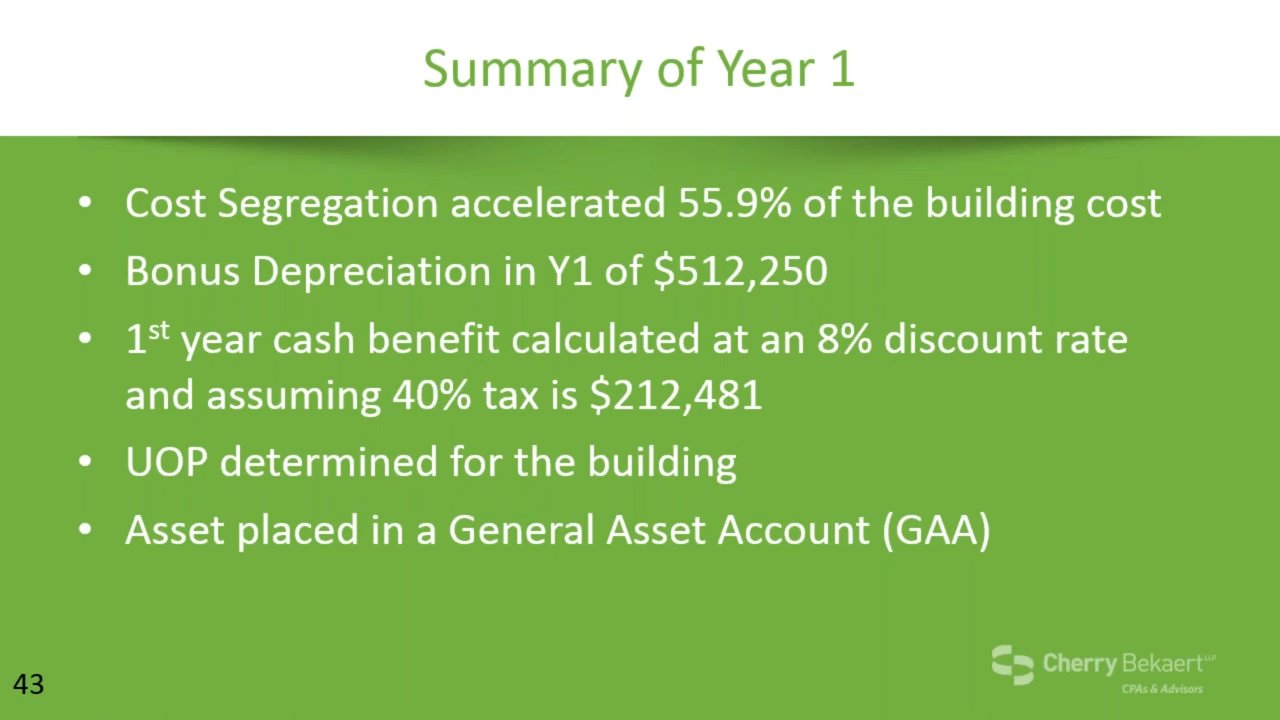 Summary of Year 1
• Cost Segregation accelerated 55.9% of the building cost
• Bonus Depreciation in Y1 of $512,250
• 1st year cash benefit calculated at an 8% discount rate
and assuming 40% tax is $212,481
• UOP determined for the building
• Asset placed in a General Asset Account (GAA)
Cherry Bekaert LLP
CPAs & Advisors
43